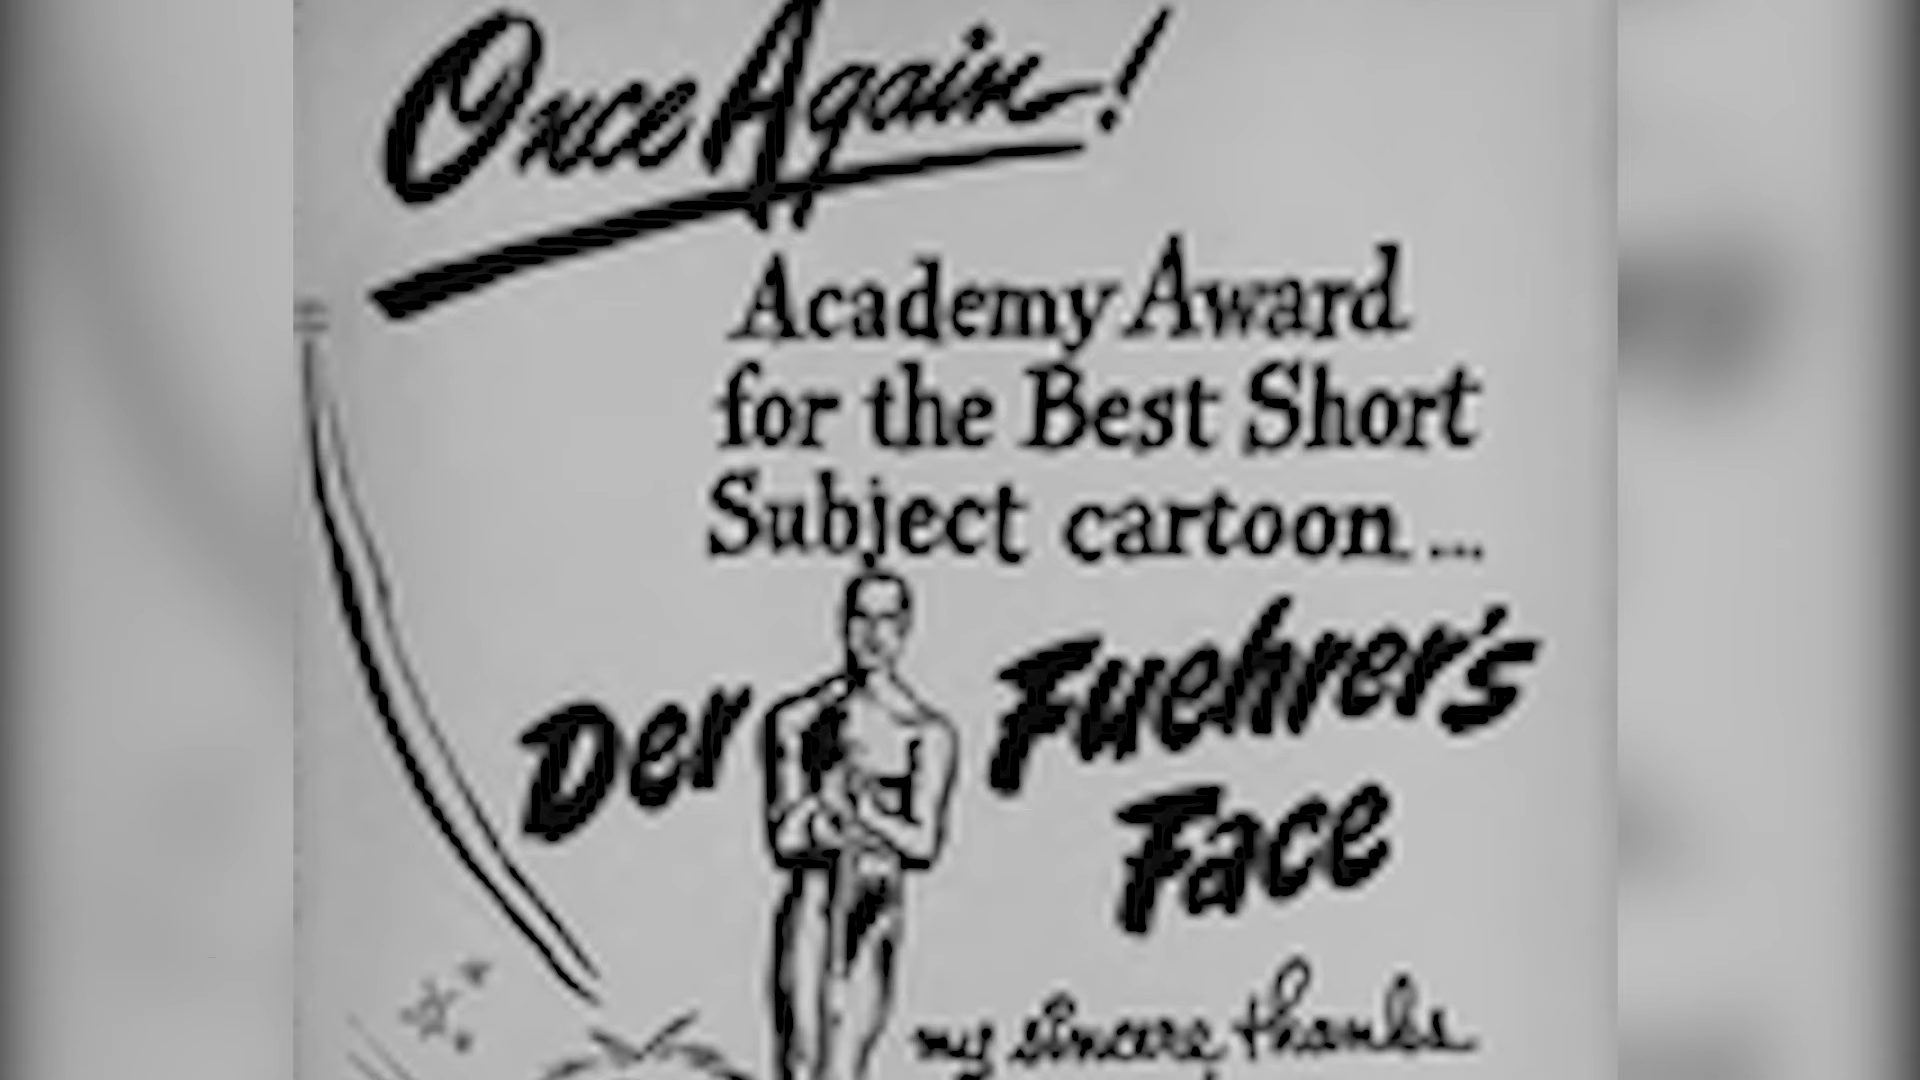 Once Again!
Academy Award
for the Best Short
Subject cartoon...
Der Fuehrer's
Face
my sincere thanks